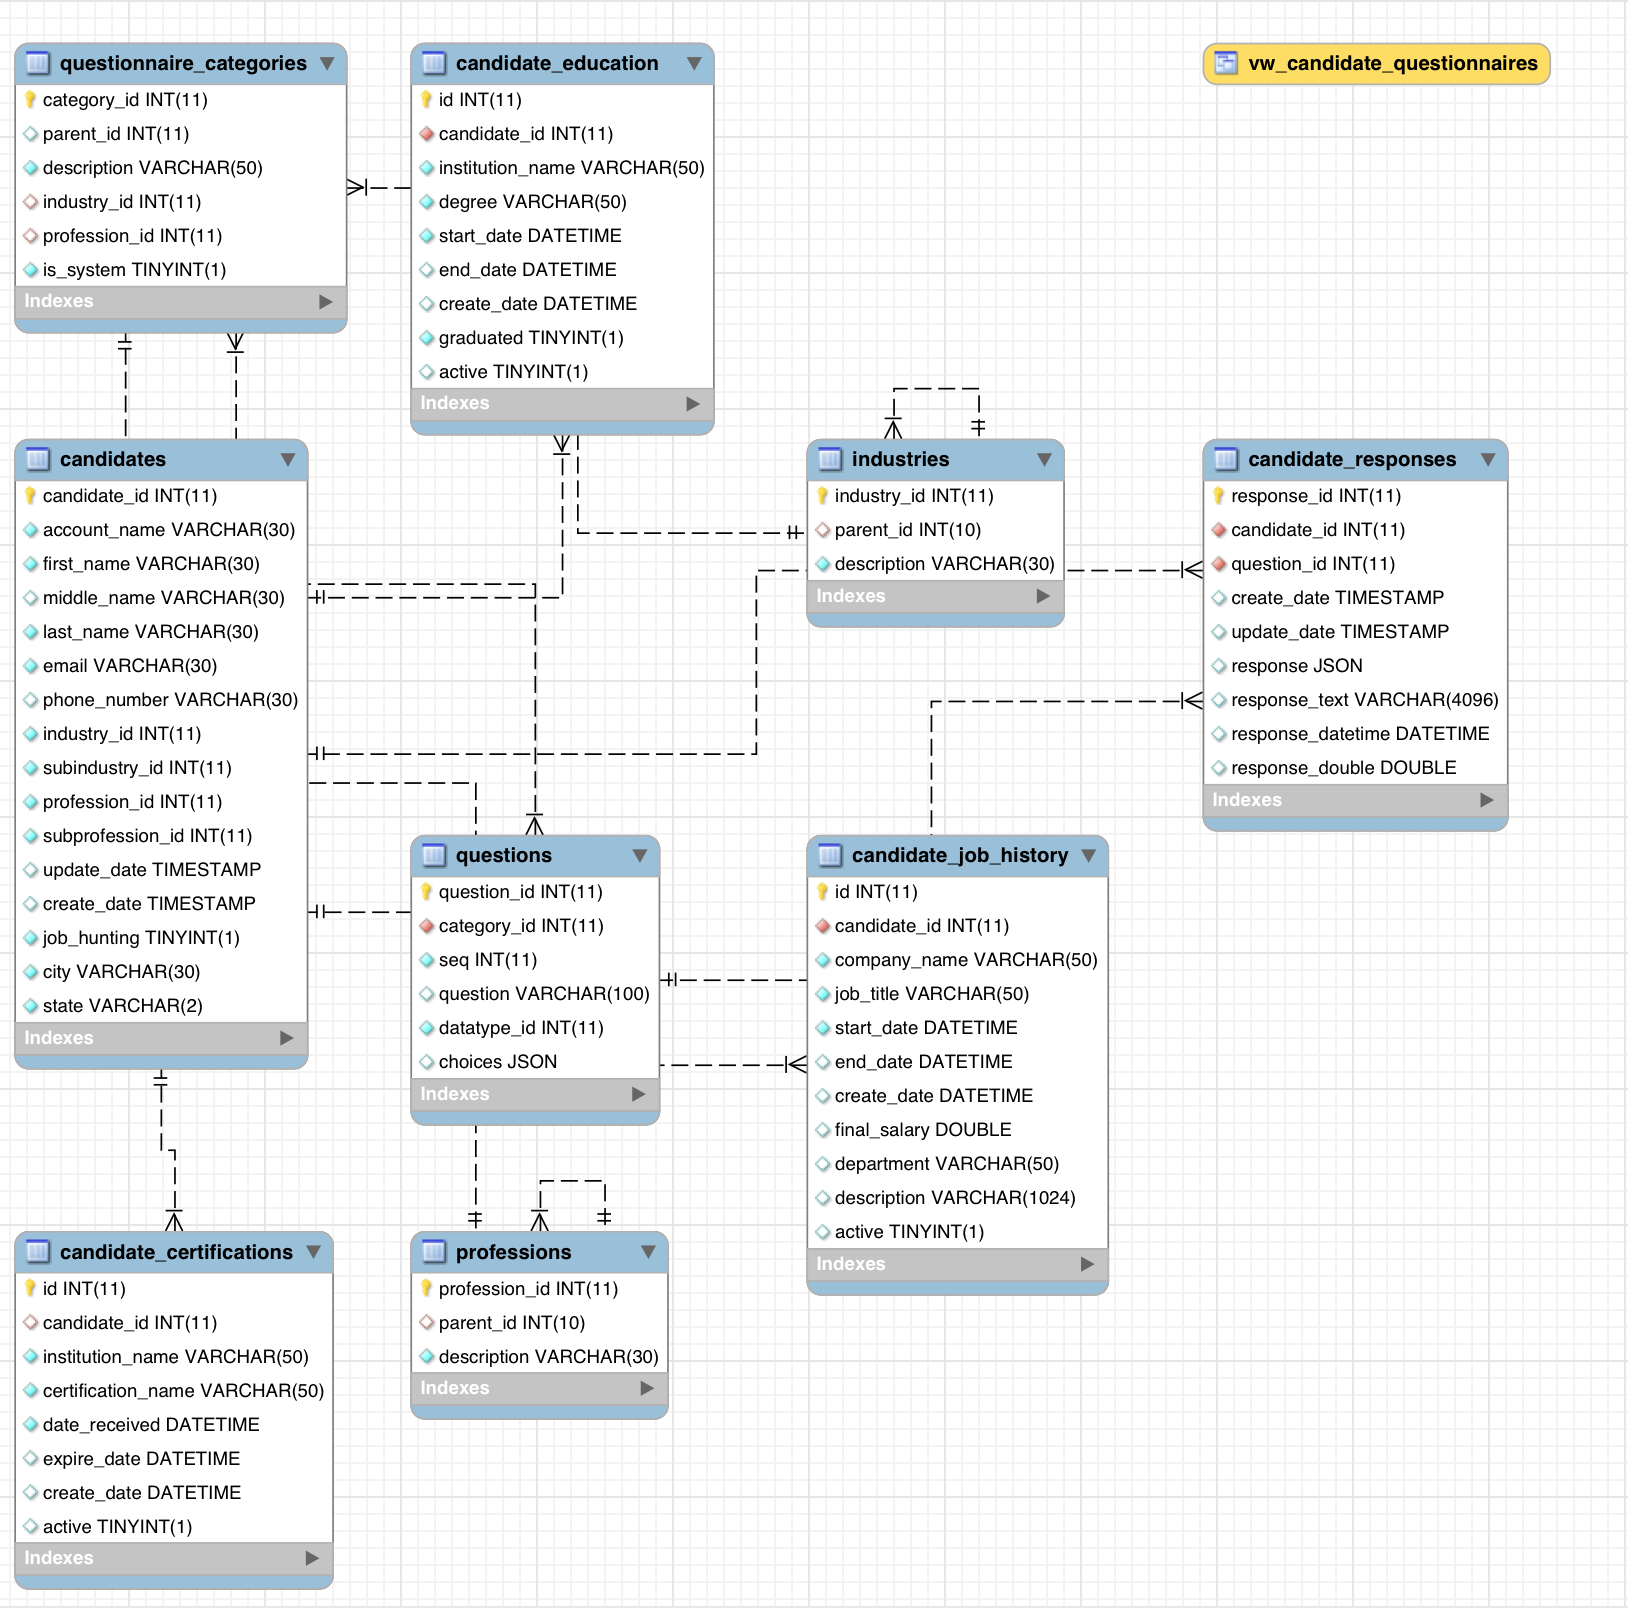 questionnaire_categories
category_id INT(11)
parent_id INT(11)
description VARCHAR(50)
industry_id INT(11)
profession_id INT(11)
is_system TINYINT(1)
Indexes
candidate_education
id INT(11)
candidate_id INT(11)
institution_name VARCHAR(50)
degree VARCHAR(50)
start_date DATETIME
end_date DATETIME
create_date DATETIME
graduated TINYINT(1)
active TINYINT(1)
Indexes
vw_candidate_questionnaires
candidates
candidate_id INT(11)
account_name VARCHAR(30)
first_name VARCHAR(30)
middle_name VARCHAR(30)
last_name VARCHAR(30)
email VARCHAR(30)
phone_number VARCHAR(30)
industry_id INT(11)
subindustry_id INT(11)
profession_id INT(11)
subprofession_id INT(11)
update_date TIMESTAMP
create_date TIMESTAMP
job_hunting TINYINT(1)
city VARCHAR(30)
state VARCHAR(2)
Indexes
industries
industry_id INT(11)
parent_id INT(10)
description VARCHAR(30)
Indexes
candidate_responses
response_id INT(11)
candidate_id INT(11)
question_id INT(11)
create_date TIMESTAMP
update_date TIMESTAMP
response JSON
response_text VARCHAR(4096)
response_datetime DATETIME
response_double DOUBLE
Indexes
questions
question_id INT(11)
category_id INT(11)
seq INT(11)
question VARCHAR(100)
datatype_id INT(11)
choices JSON
Indexes
candidate_job_history
id INT(11)
candidate_id INT(11)
company_name VARCHAR(50)
job_title VARCHAR(50)
start_date DATETIME
end_date DATETIME
create_date DATETIME
final_salary DOUBLE
department VARCHAR(50)
description VARCHAR(1024)
active TINYINT(1)
Indexes
candidate_certifications
id INT(11)
candidate_id INT(11)
institution_name VARCHAR(50)
certification_name VARCHAR(50)
date_received DATETIME
expire_date DATETIME
create_date DATETIME
active TINYINT(1)
Indexes
professions
profession_id INT(11)
parent_id INT(10)
description VARCHAR(30)
Indexes